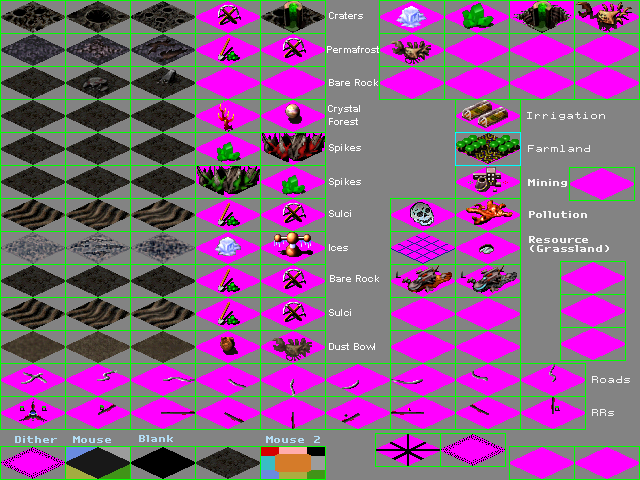 Craters
Permafrost
Bare Rock
Crystal
Forest
Irrigation
Spikes
Farmland
Spikes
Mining
Sulci
Pollution
Ices
Resource
(Grassland)
Bare Rock
Sulci
Dust Bowl
Roads
RRs
Dither Mouse Blank Mouse 2